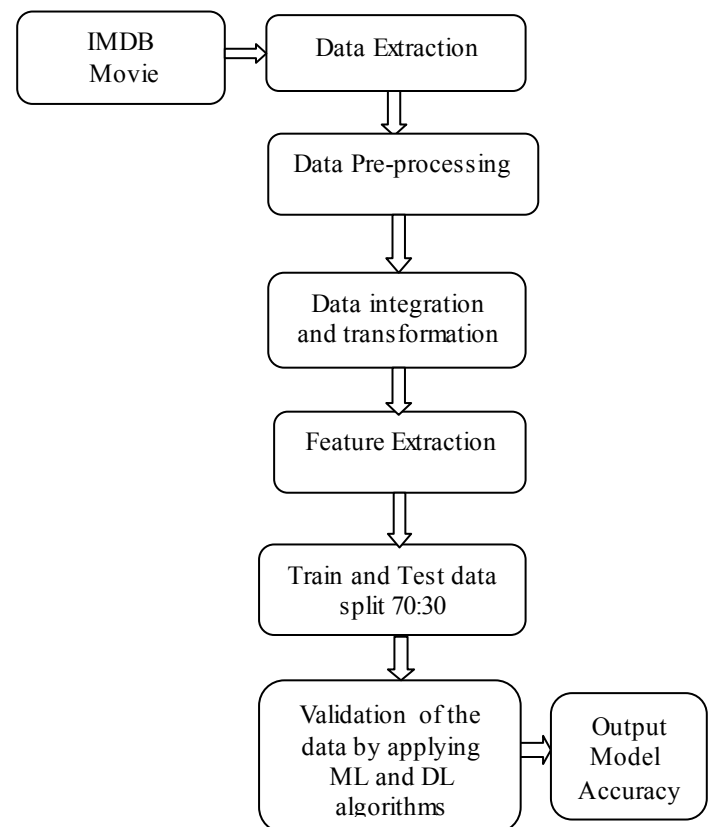 IMDB
Movie
Data Extraction
Data Pre-processing
Data integration
and transformation
Feature Extraction
Train and Test data
split 70:30
Validation of the
data by applying
ML and DL
algorithms
Output
Model
Accuracy